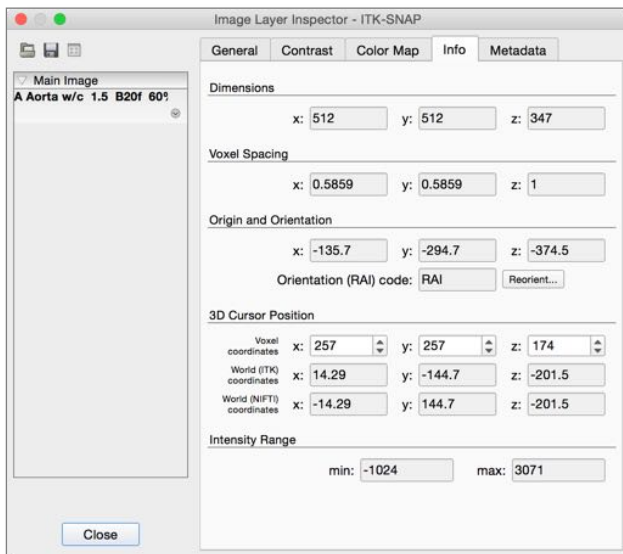 Image Layer Inspector - ITK-SNAP
General Contrast Color Map Info Metadata
Main Image
A Aorta w/c 1.5 B20f 60%
Dimensions
x: 512 y: 512 z: 347
Voxel Spacing
x: 0.5859 y: 0.5859 z: 1
Origin and Orientation
x: -135.7 y: -294.7 z: -374.5
Orientation (RAI) code: RAI Reorient...
3D Cursor Position
Voxel coordinates x: 257 y: 257 z: 174
World (ITK) coordinates x: 14.29 y: -144.7 z: -201.5
World (NIFTI) coordinates x: -14.29 y: 144.7 z: -201.5
Intensity Range
min: -1024 max: 3071
Close